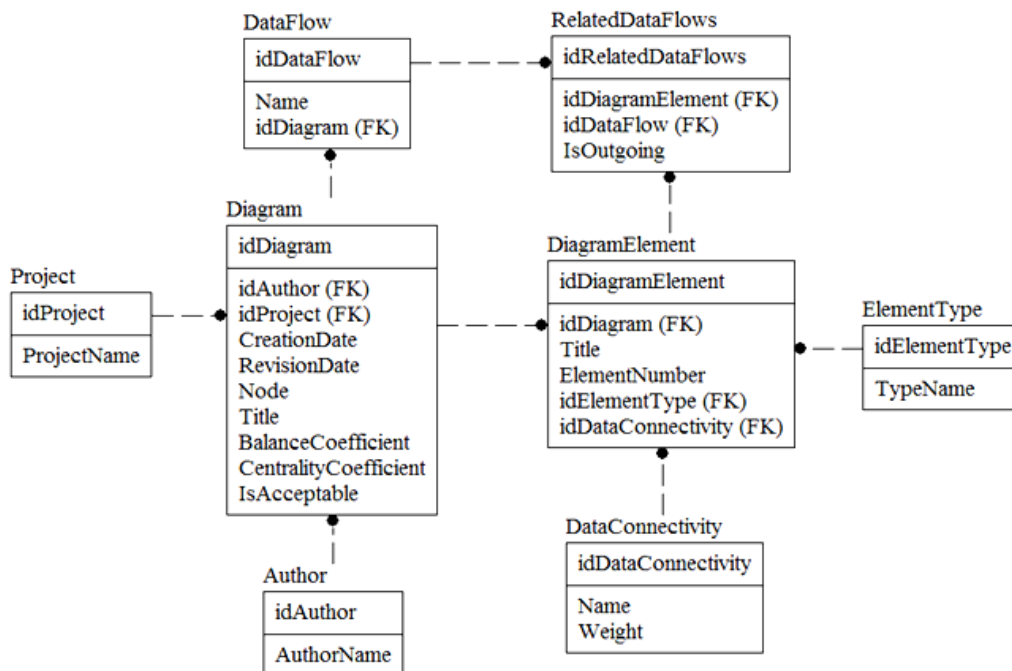 DataFlow
idDataFlow
Name
idDiagram (FK)
RelatedDataFlows
idRelatedDataFlows
idDiagramElement (FK)
idDataFlow (FK)
IsOutgoing
Diagram
idDiagram
idAuthor (FK)
idProject (FK)
CreationDate
RevisionDate
Node
Title
BalanceCoefficient
CentralityCoefficient
IsAcceptable
DiagramElement
idDiagramElement
idDiagram (FK)
Title
ElementNumber
idElementType (FK)
idDataConnectivity (FK)
Project
idProject
ProjectName
ElementType
idElementType
TypeName
DataConnectivity
idDataConnectivity
Name
Weight
Author
idAuthor
AuthorName